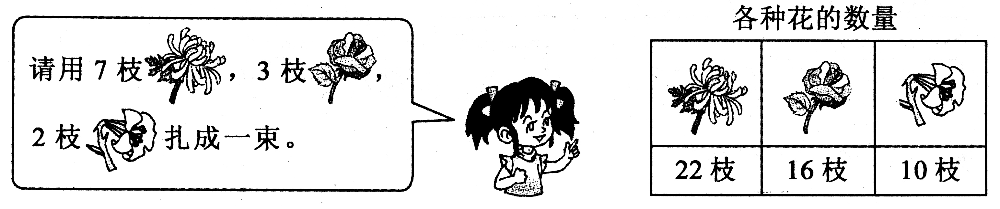 请用 7 枝，3 枝，
2 枝扎成一束。
各种花的数量
22 枝 16 枝 10 枝